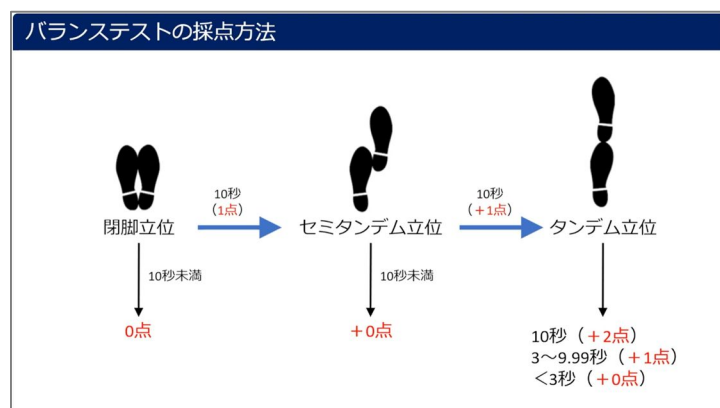 バランステストの採点方法
10秒
（1点）
10秒
（＋1点）
閉脚立位
セミタンデム立位
タンデム立位
10秒未満
10秒未満
0点
＋0点
10秒（＋2点）
3〜9.99秒（＋1点）
＜3秒（＋0点）